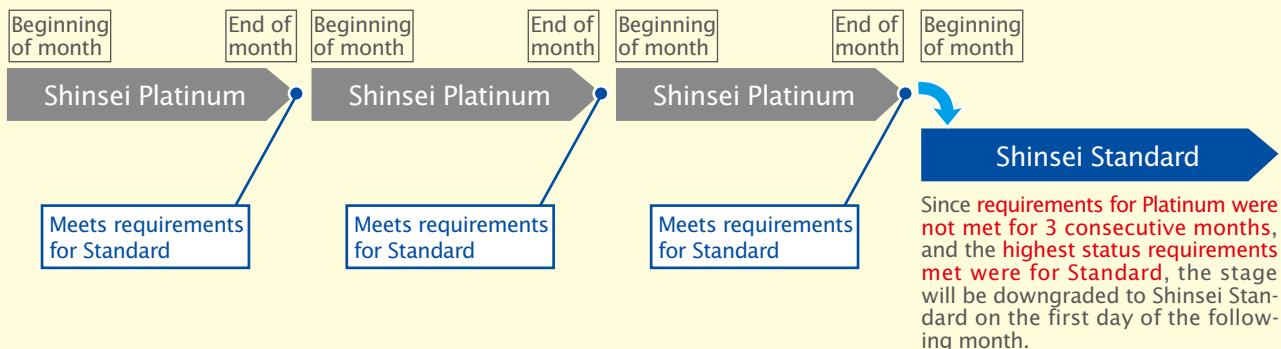 Beginning
of month
End of
month
Beginning
of month
End of
month
Beginning
of month
End of
month
Beginning
of month
Shinsei Platinum
Shinsei Platinum
Shinsei Platinum
Shinsei Standard
Meets requirements
for Standard
Meets requirements
for Standard
Meets requirements
for Standard
Since requirements for Platinum were
not met for 3 consecutive months,
and the highest status requirements
met were for Standard, the stage
will be downgraded to Shinsei Stan-
dard on the first day of the follow-
ing month.